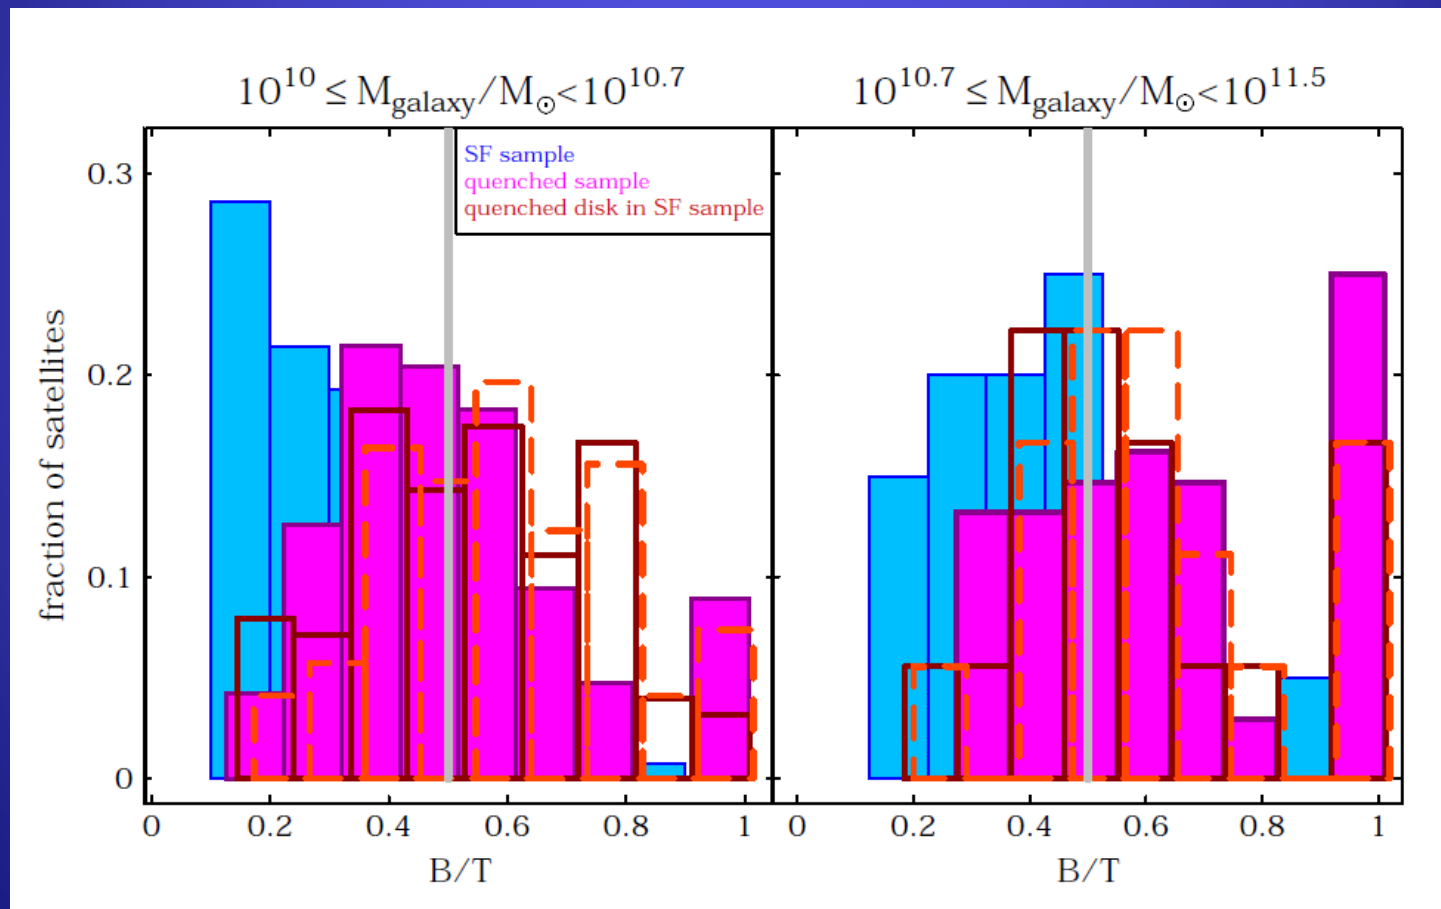 10^10 ≤ M_galaxy/M_⊙<10^10.7
10^10.7 ≤ M_galaxy/M_⊙<10^11.5
SF sample
quenched sample
quenched disk in SF sample
fraction of satellites
0.3
0.2
0.1
0
0 0.2 0.4 0.6 0.8 1
0 0.2 0.4 0.6 0.8 1
B/T
B/T